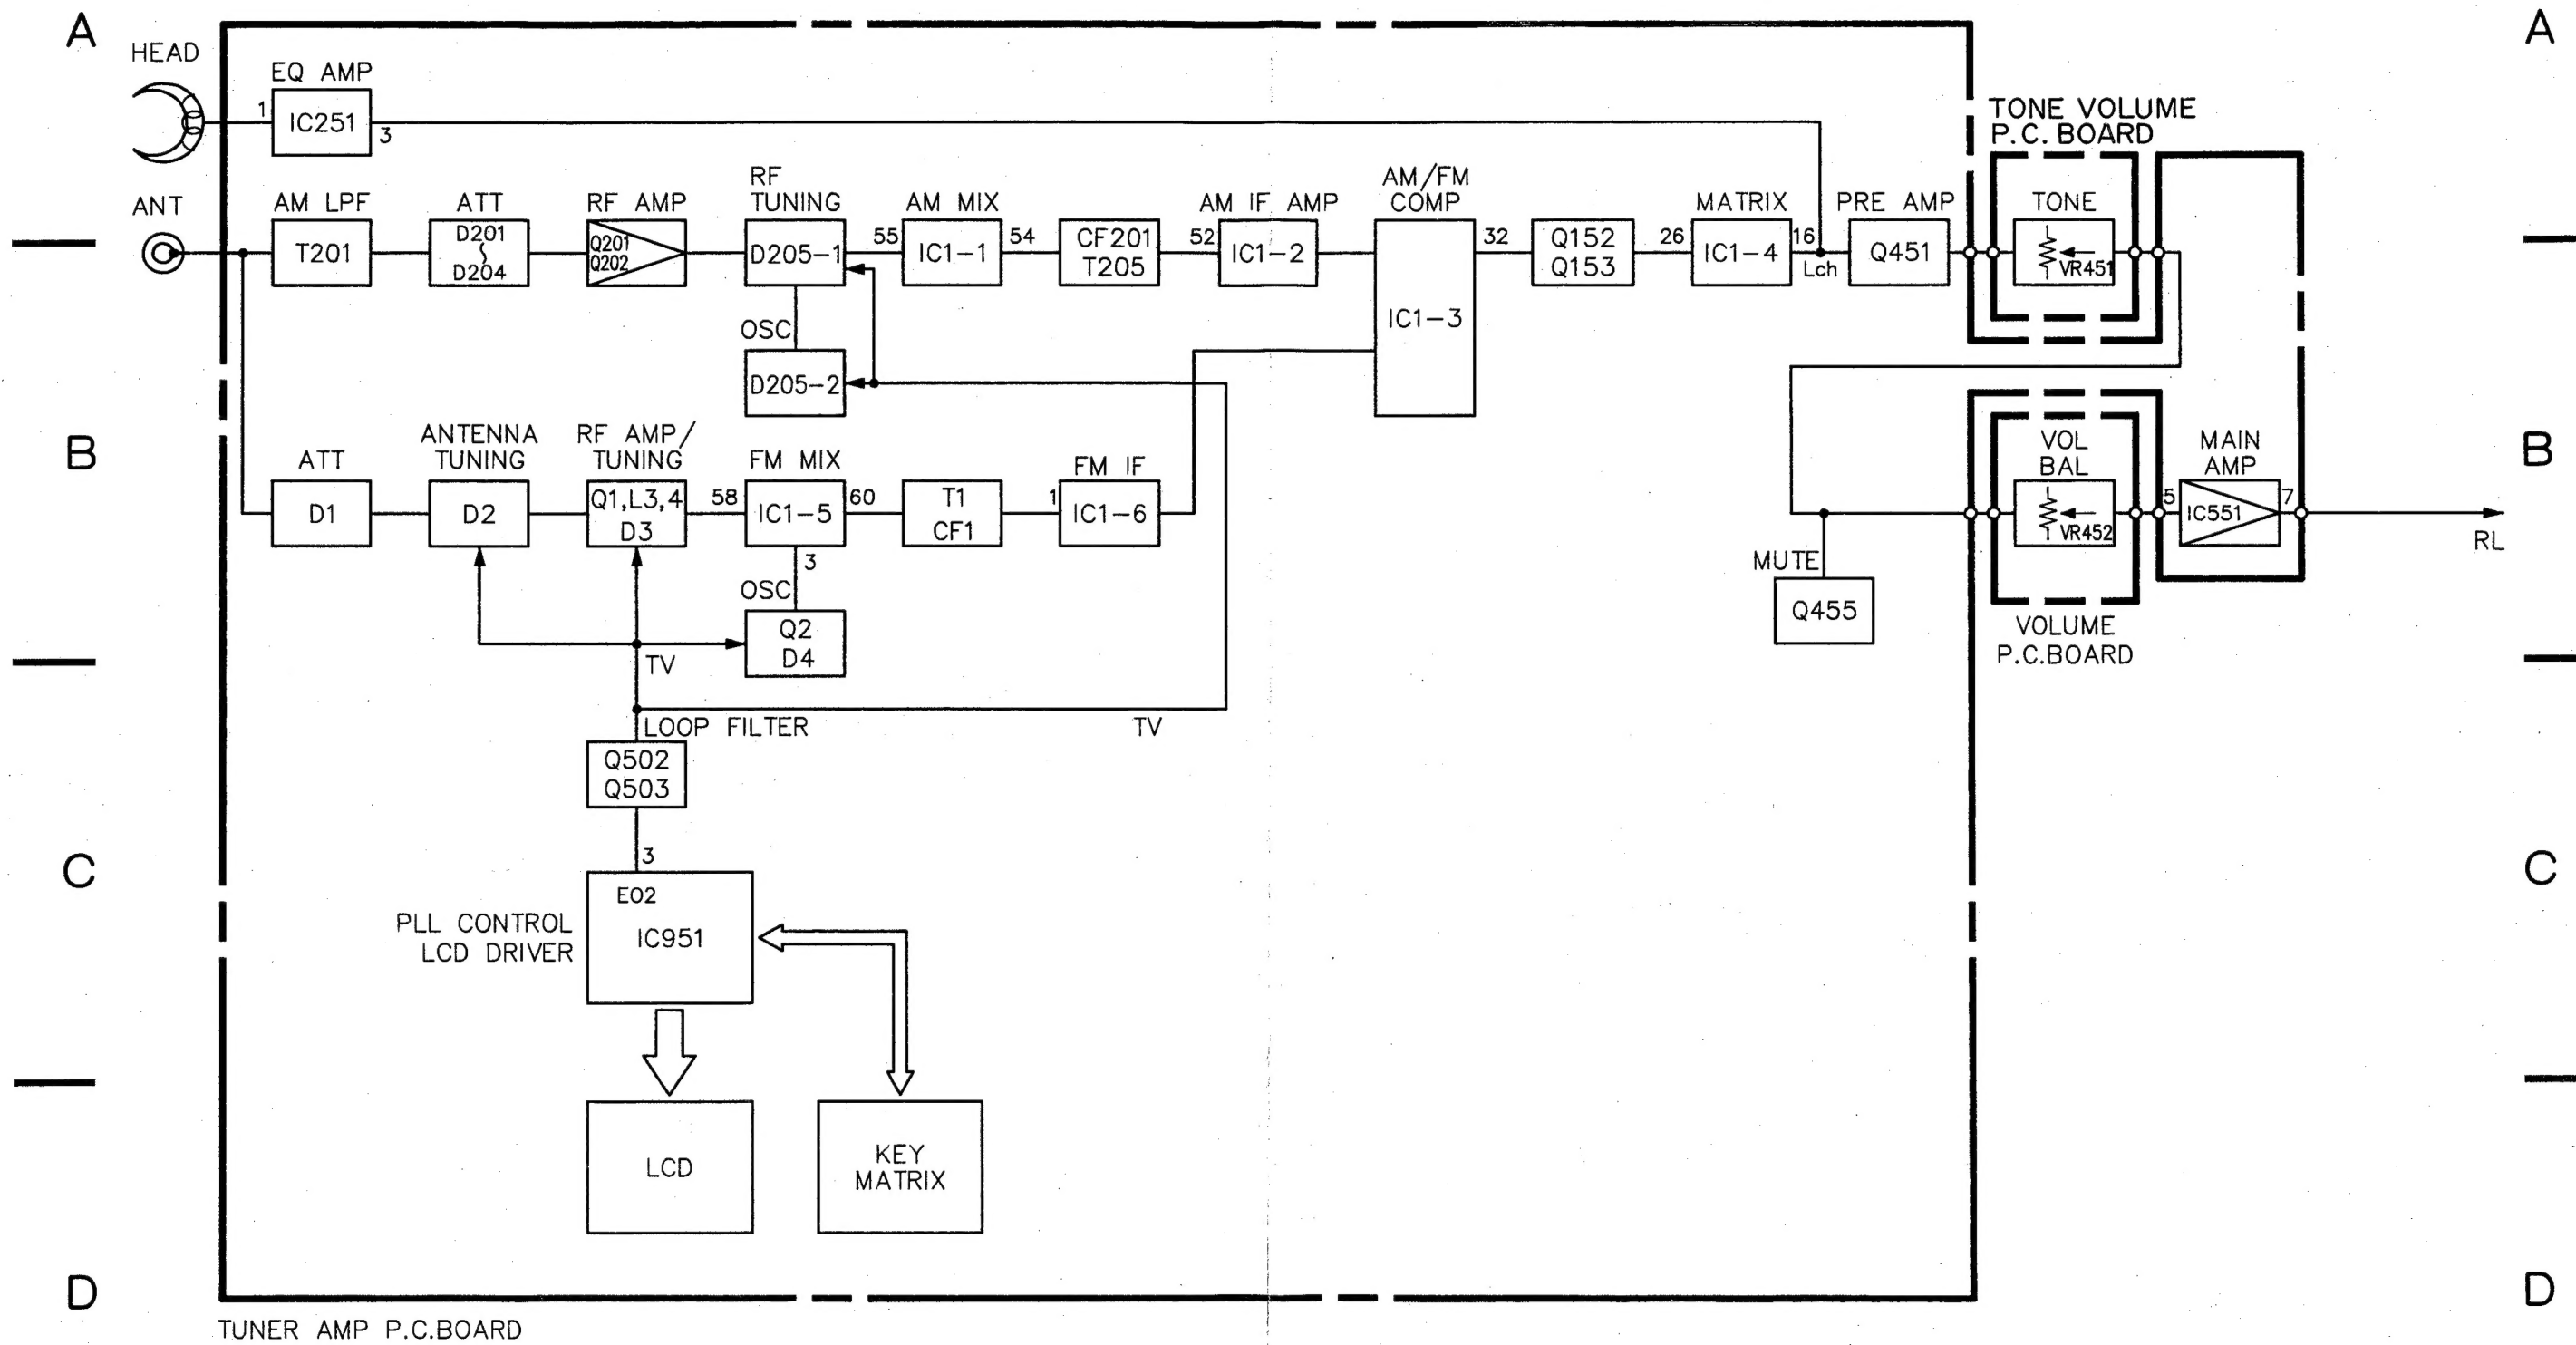 A
A
HEAD
EQ AMP
1
IC251
3
TONE VOLUME
P.C. BOARD
ANT
AM LPF
T201
ATT
D201
D204
RF AMP
Q201
Q202
RF
TUNING
D205-1
55
AM MIX
IC1-1
54
CF201
T205
52
AM IF AMP
IC1-2
AM/FM
COMP
IC1-3
32
Q152
Q153
26
MATRIX
IC1-4
16
Lch
PRE AMP
Q451
TONE
VR451
OSC
D205-2
B
B
ATT
D1
ANTENNA
TUNING
D2
RF AMP/
TUNING
Q1,L3,4
D3
58
FM MIX
IC1-5
60
3
T1
CF1
1
FM IF
IC1-6
VOL
BAL
VR452
MAIN
AMP
5
IC551
7
RL
MUTE
Q455
VOLUME
P.C.BOARD
OSC
Q2
D4
TV
LOOP FILTER
TV
Q502
Q503
3
C
C
EO2
IC951
PLL CONTROL
LCD DRIVER
LCD
KEY
MATRIX
D
D
TUNER AMP P.C.BOARD